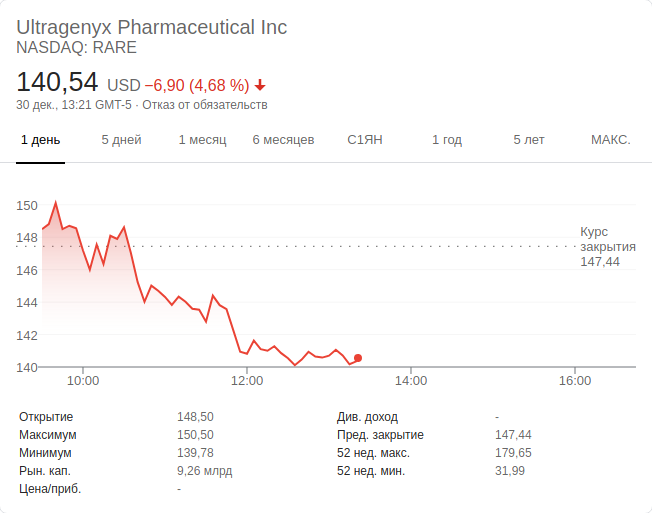 Ultragenyx Pharmaceutical Inc
NASDAQ: RARE
140,54 USD −6,90 (4,68 %)
30 дек., 13:21 GMT-5 · Отказ от обязательств
1 день 5 дней 1 месяц 6 месяцев С1ЯН 1 год 5 лет МАКС.
150
148
146
144
142
140
Курс
закрытия
147,44
10:00 12:00 14:00 16:00
Открытие 148,50 Див. доход -
Максимум 150,50 Пред. закрытие 147,44
Минимум 139,78 52 нед. макс. 179,65
Рын. кап. 9,26 млрд 52 нед. мин. 31,99
Цена/приб. -